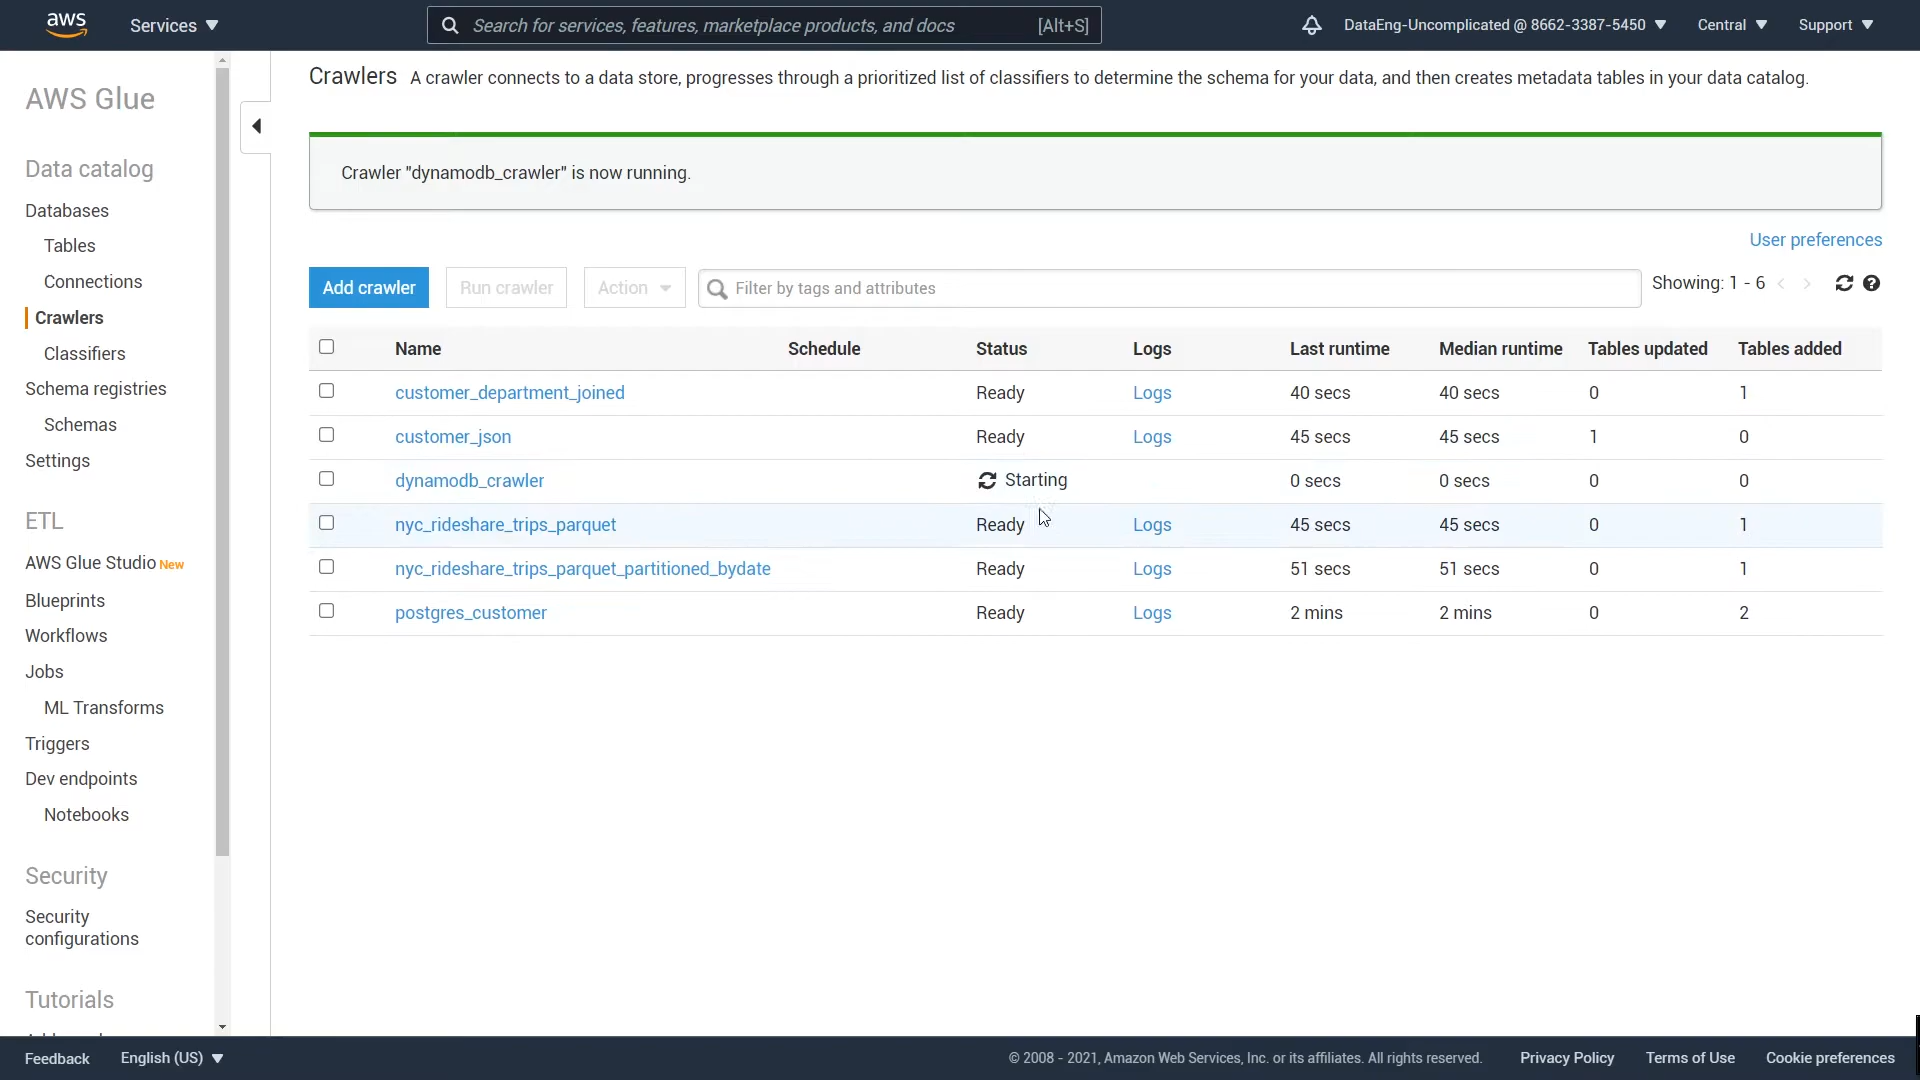 aws
Services
Search for services, features, marketplace products, and docs
[Alt+S]
DataEng-Uncomplicated @ 8662-3387-5450
Central
Support
AWS Glue
Data catalog
Databases
Tables
Connections
Crawlers
Classifiers
Schema registries
Schemas
Settings
ETL
AWS Glue Studio New
Blueprints
Workflows
Jobs
ML Transforms
Triggers
Dev endpoints
Notebooks
Security
Security
configurations
Tutorials
Crawlers A crawler connects to a data store, progresses through a prioritized list of classifiers to determine the schema for your data, and then creates metadata tables in your data catalog.
Crawler "dynamodb_crawler" is now running.
User preferences
Add crawler
Run crawler
Action
Filter by tags and attributes
Showing: 1 - 6
Name Schedule Status Logs Last runtime Median runtime Tables updated Tables added
customer_department_joined Ready Logs 40 secs 40 secs 0 1
customer_json Ready Logs 45 secs 45 secs 1 0
dynamodb_crawler Starting 0 secs 0 secs 0 0
nyc_rideshare_trips_parquet Ready Logs 45 secs 45 secs 0 1
nyc_rideshare_trips_parquet_partitioned_bydate Ready Logs 51 secs 51 secs 0 1
postgres_customer Ready Logs 2 mins 2 mins 0 2
Feedback
English (US)
© 2008 - 2021, Amazon Web Services, Inc. or its affiliates. All rights reserved.
Privacy Policy
Terms of Use
Cookie preferences